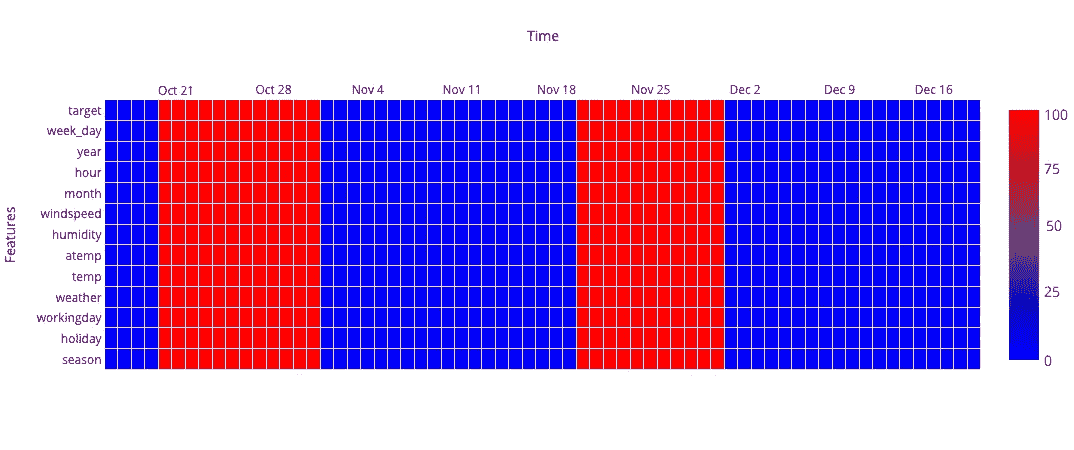 Time
Oct 21 Oct 28 Nov 4 Nov 11 Nov 18 Nov 25 Dec 2 Dec 9 Dec 16
Features
target
week_day
year
hour
month
windspeed
humidity
atemp
temp
weather
workingday
holiday
season
100
75
50
25
0